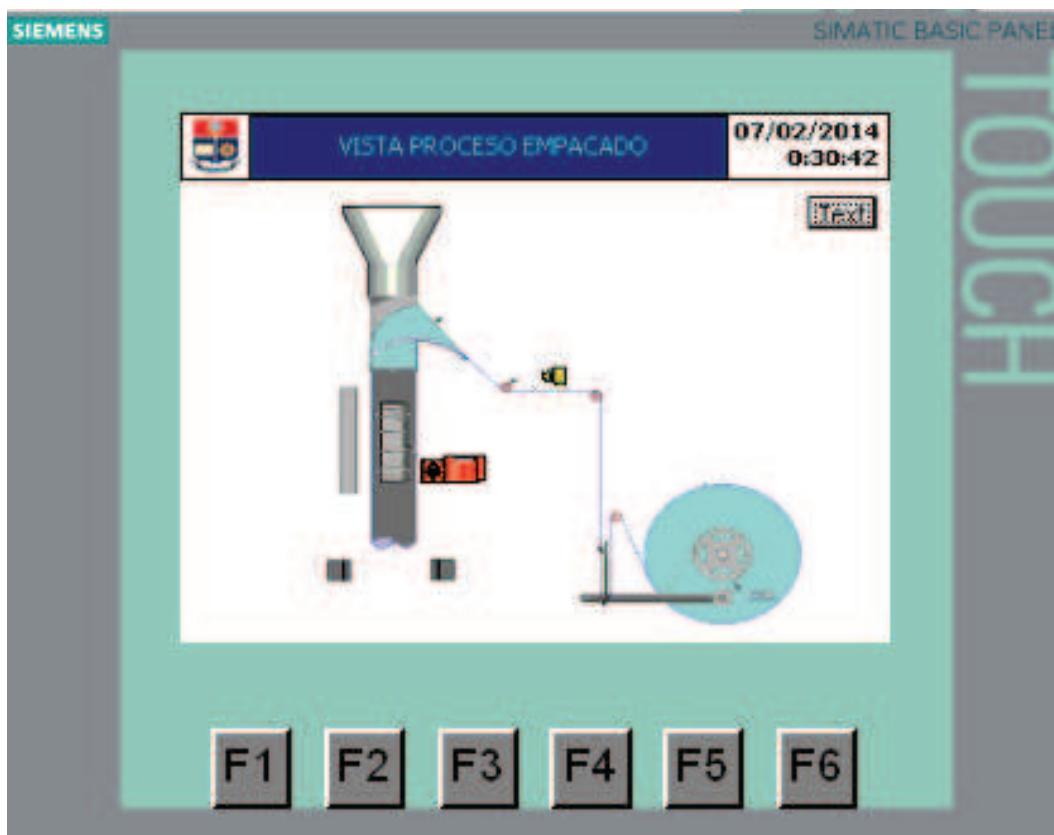 SIEMENS
SIMATIC BASIC PANEL
TOUCH
VISTA PROCESO EMPACADO
07/02/2014
0:30:42
Text
F1 F2 F3 F4 F5 F6